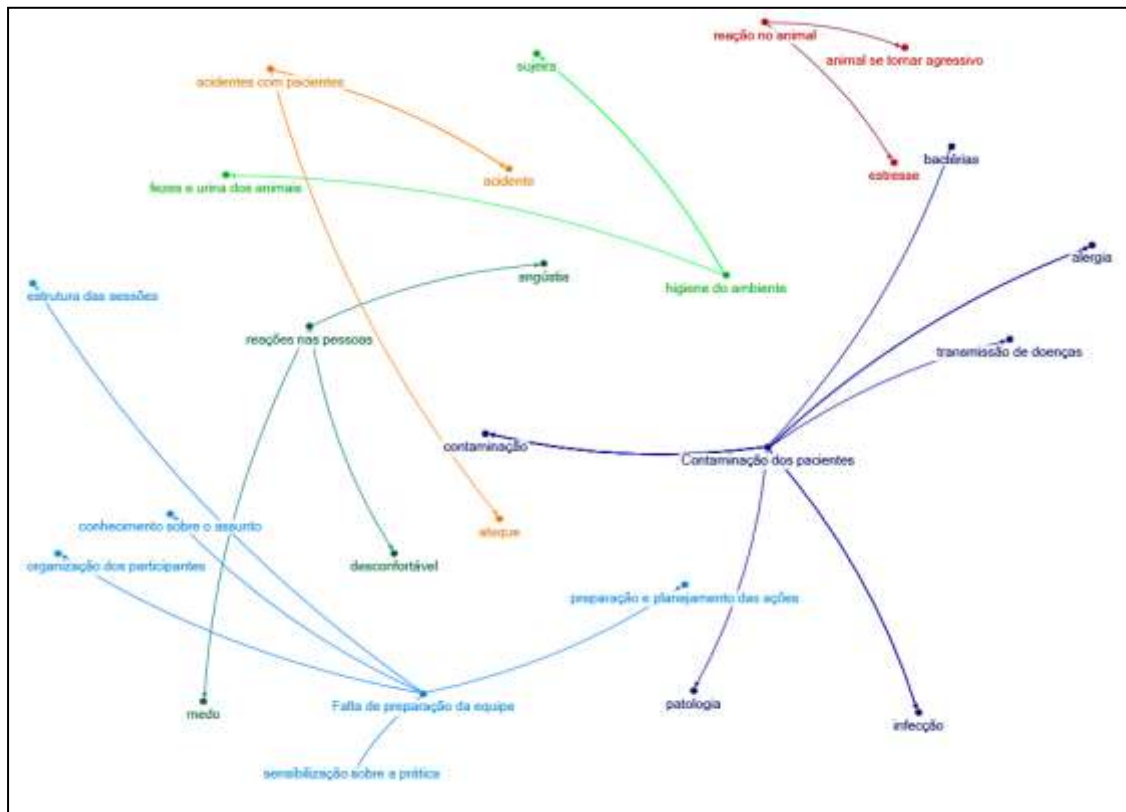 reação no animal
animal se tornar agressivo
sujeira
acidentes com pacientes
bactérias
estresse
acidente
fezes e urina dos animais
alergia
angústia
higiene do ambiente
estrutura das sessões
reações nas pessoas
transmissão de doenças
contaminação
Contaminação dos pacientes
conhecimento sobre o assunto
ataque
organização dos participantes
desconfortável
preparação e planejamento das ações
medo
Falta de preparação da equipe
patologia
infecção
sensibilização sobre a prática